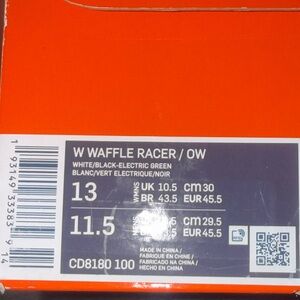 W WAFFLE RACER / OW
WHITE/BLACK-ELECTRIC GREEN
BLANC/VERT ELECTRIQUE/NOIR
13 WMNS UK 10.5 CM 30
BR 43.5 EUR 45.5
11.5 CM 29.5
EUR 45.5
MADE IN CHINA /
FABRIQUE EN CHINE /
FABRICADO NA CHINA /
HECHO EN CHINA
CD8180 100